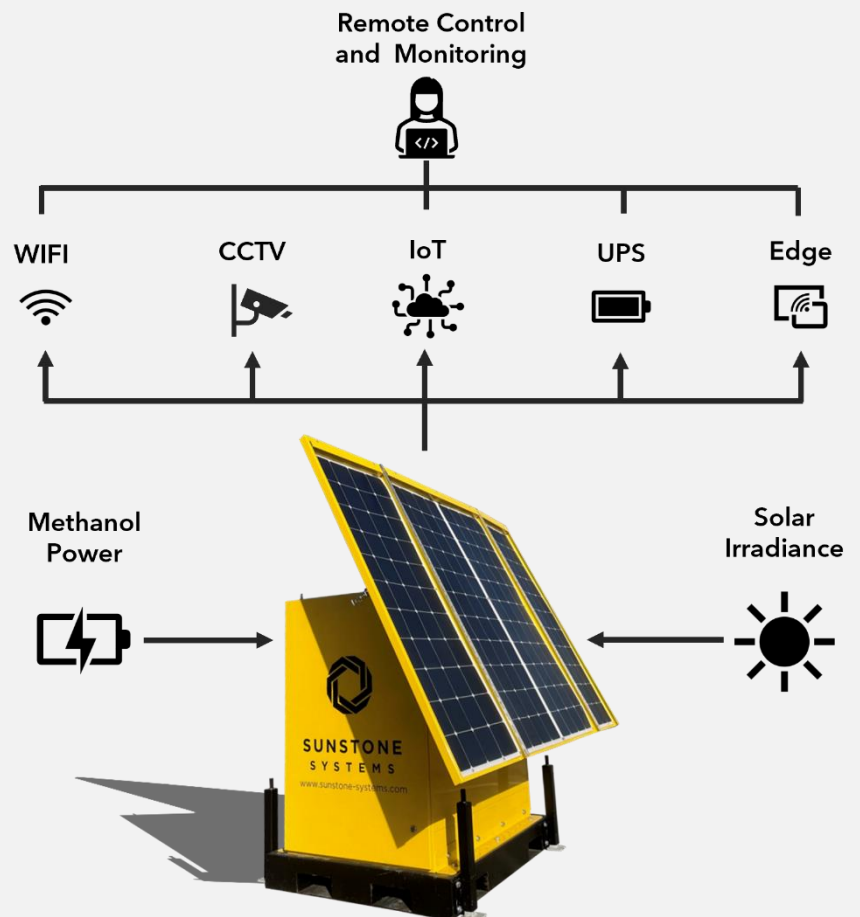 Remote Control
and Monitoring
</>
WIFI
CCTV
IoT
UPS
Edge
Methanol
Power
Solar
Irradiance
SUNSTONE
SYSTEMS
www.sunstone-systems.com